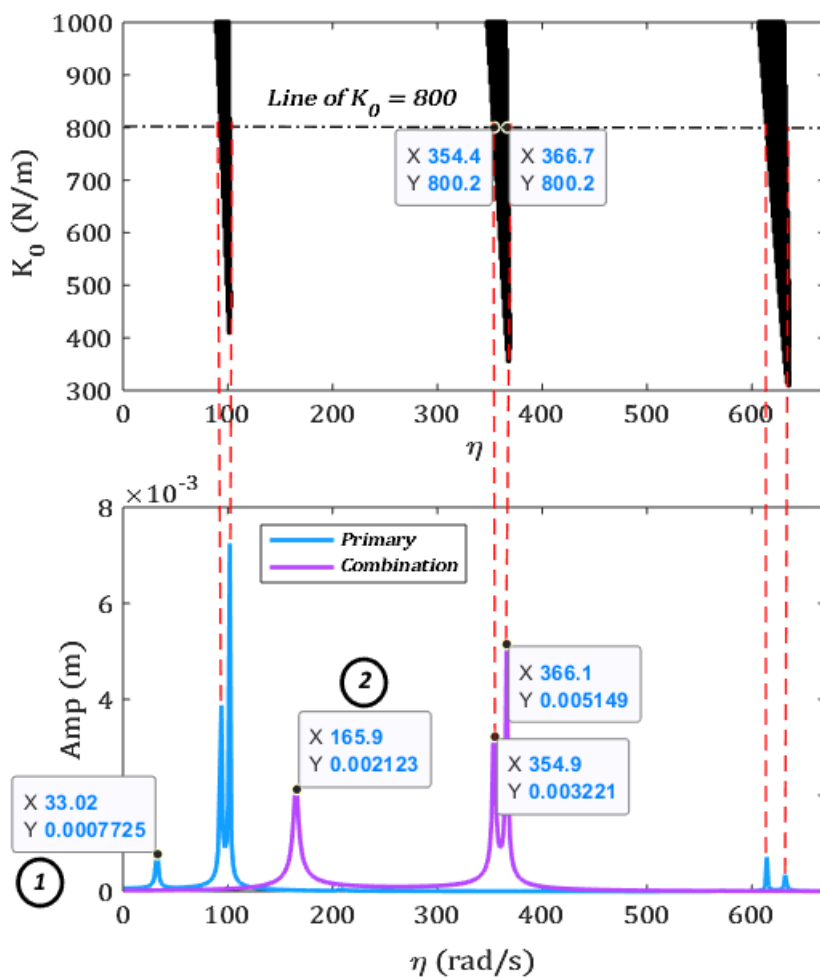 1000
900
800
700
600
500
400
300
K₀ (N/m)
Line of K₀ = 800
X 354.4
Y 800.2
X 366.7
Y 800.2
0 100 200 300 400 500 600
η
×10⁻³
8
6
4
2
0
Amp (m)
Primary
Combination
2
X 366.1
Y 0.005149
X 165.9
Y 0.002123
X 354.9
Y 0.003221
X 33.02
Y 0.0007725
1
0 100 200 300 400 500 600
η (rad/s)